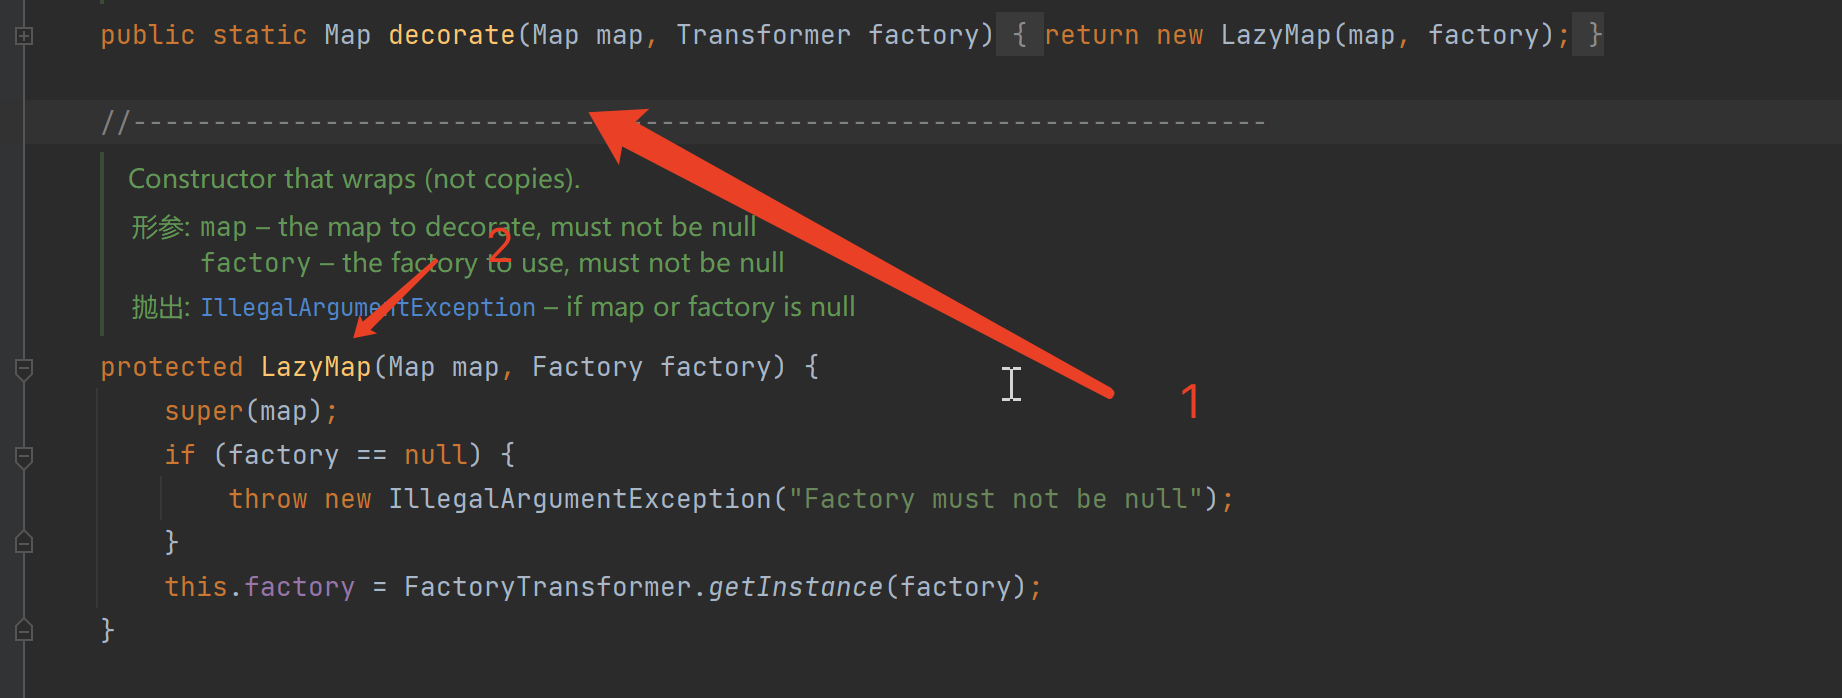 public static Map decorate(Map map, Transformer factory) { return new LazyMap(map, factory); }
//-----------------------------------------------------------------------
Constructor that wraps (not copies).
形参: map – the map to decorate, must not be null
2
factory – the factory to use, must not be null
抛出: IllegalArgumentException – if map or factory is null
protected LazyMap(Map map, Factory factory) {
1
super(map);
if (factory == null) {
throw new IllegalArgumentException("Factory must not be null");
}
this.factory = FactoryTransformer.getInstance(factory);
}